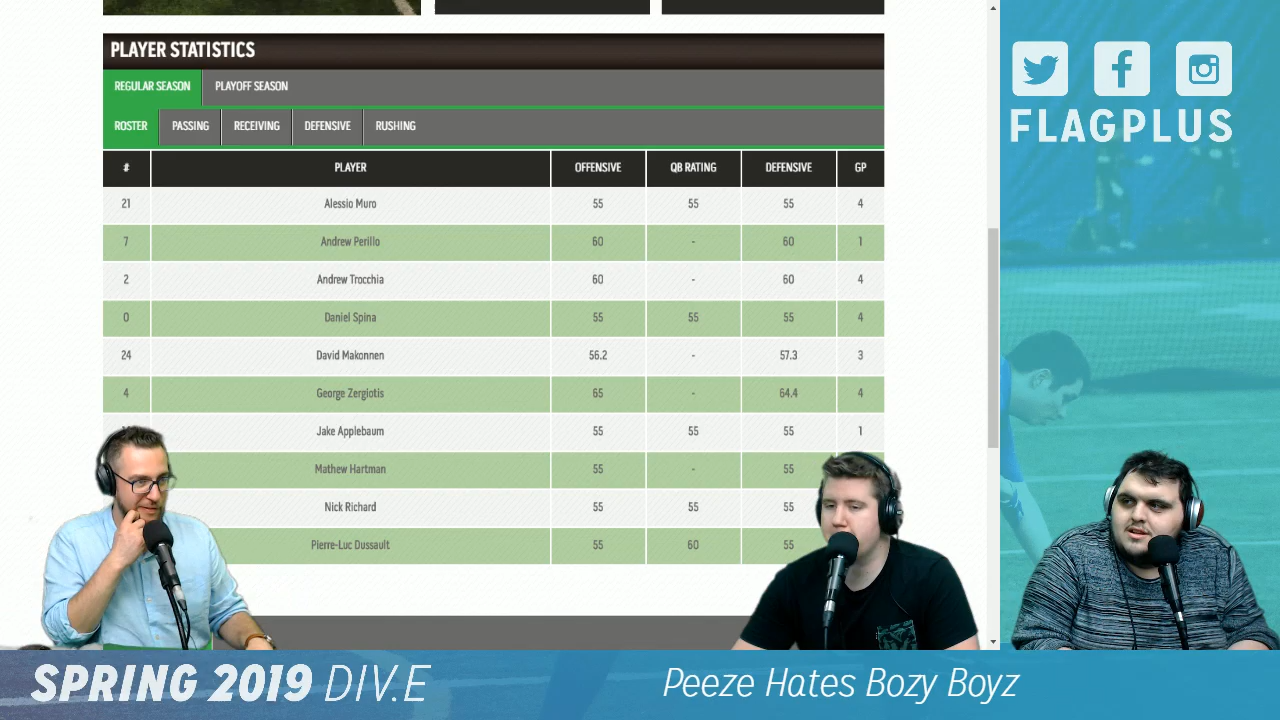 PLAYER STATISTICS
REGULAR SEASON PLAYOFF SEASON
ROSTER PASSING RECEIVING DEFENSIVE RUSHING
# PLAYER OFFENSIVE QB RATING DEFENSIVE GP
21 Alessio Muro 55 55 55 4
7 Andrew Perillo 60 - 60 1
2 Andrew Trocchia 60 - 60 4
0 Daniel Spina 55 55 55 4
24 David Makonnen 56.2 - 57.3 3
4 George Zergiotis 65 - 64.4 4
Jake Applebaum 55 55 55 1
Mathew Hartman 55 - 55
Nick Richard 55 55 55
Pierre-Luc Dussault 55 60 55
FLAGPLUS
SPRING 2019 DIV.E
Peeze Hates Bozy Boyz